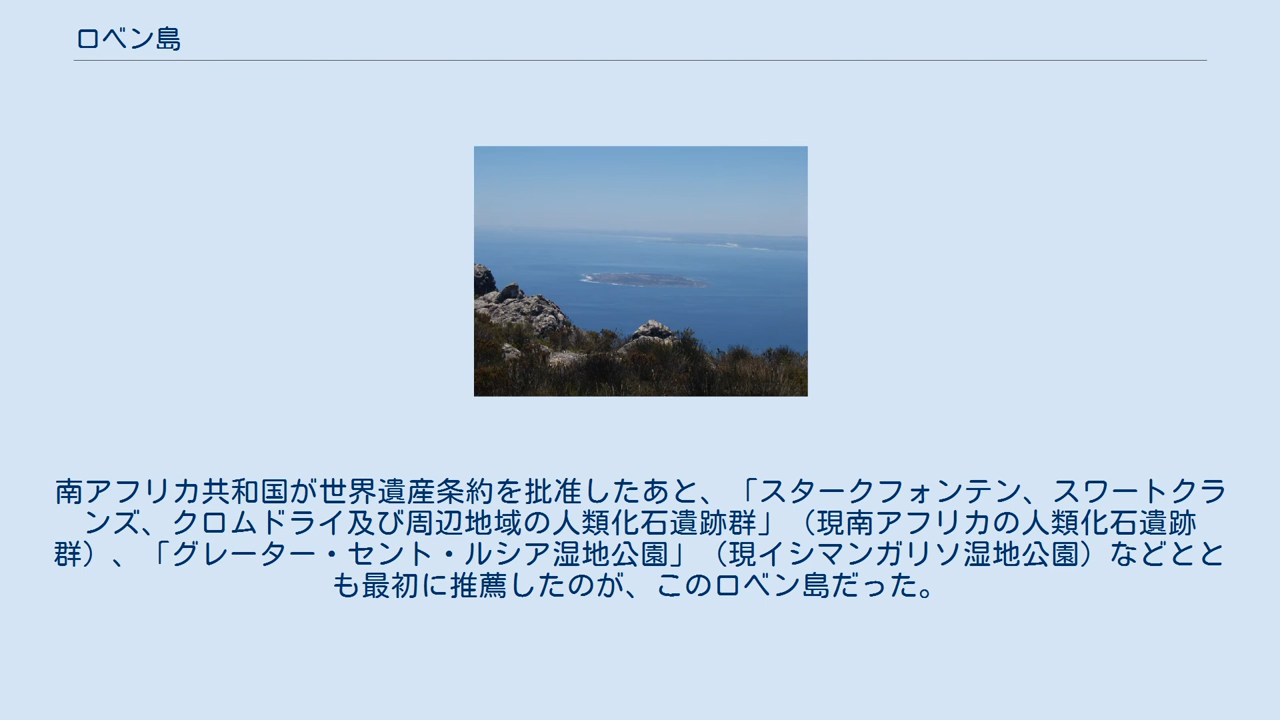 ロベン島
南アフリカ共和国が世界遺産条約を批准したあと、「スタークフォンテン、スワートクラ
ンズ、クロムドライ及び周辺地域の人類化石遺跡群」（現南アフリカの人類化石遺跡
群）、「グレーター・セント・ルシア湿地公園」（現イシマンガリソ湿地公園）などとと
も最初に推薦したのが、このロベン島だった。